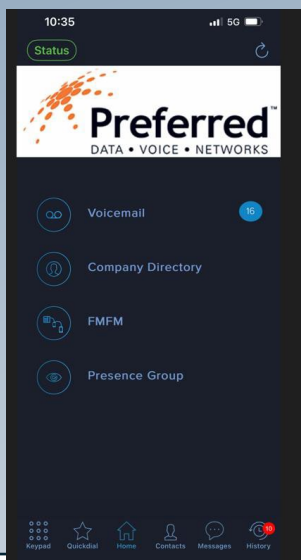 10:35
5G
Status
Preferred™
DATA • VOICE • NETWORKS
Voicemail
16
Company Directory
FMFM
Presence Group
10
Keypad Quickdial Home Contacts Messages History